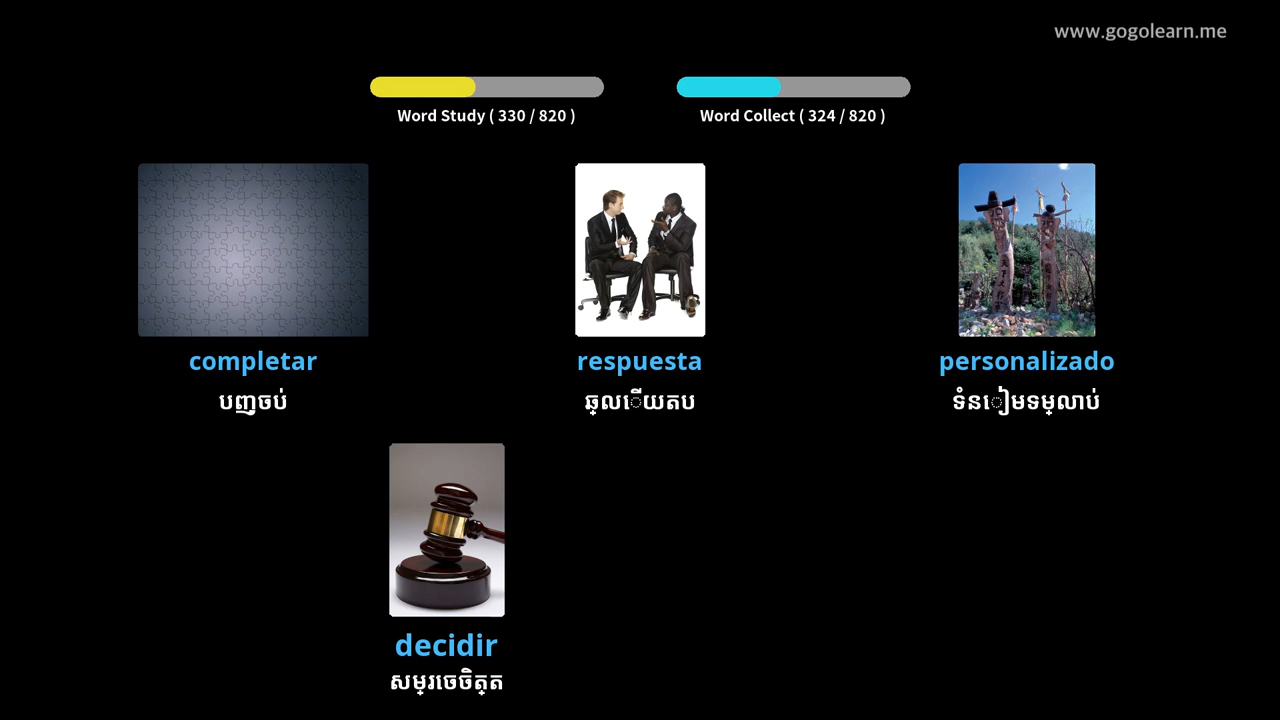 www.gogolearn.me
Word Study ( 330 / 820 )
Word Collect ( 324 / 820 )
completar
respuesta
personalizado
បញ្ចប់
ឆ្លើយតប
ទំនៀមទម្លាប់
decidir
សម្រេចចិត្ត